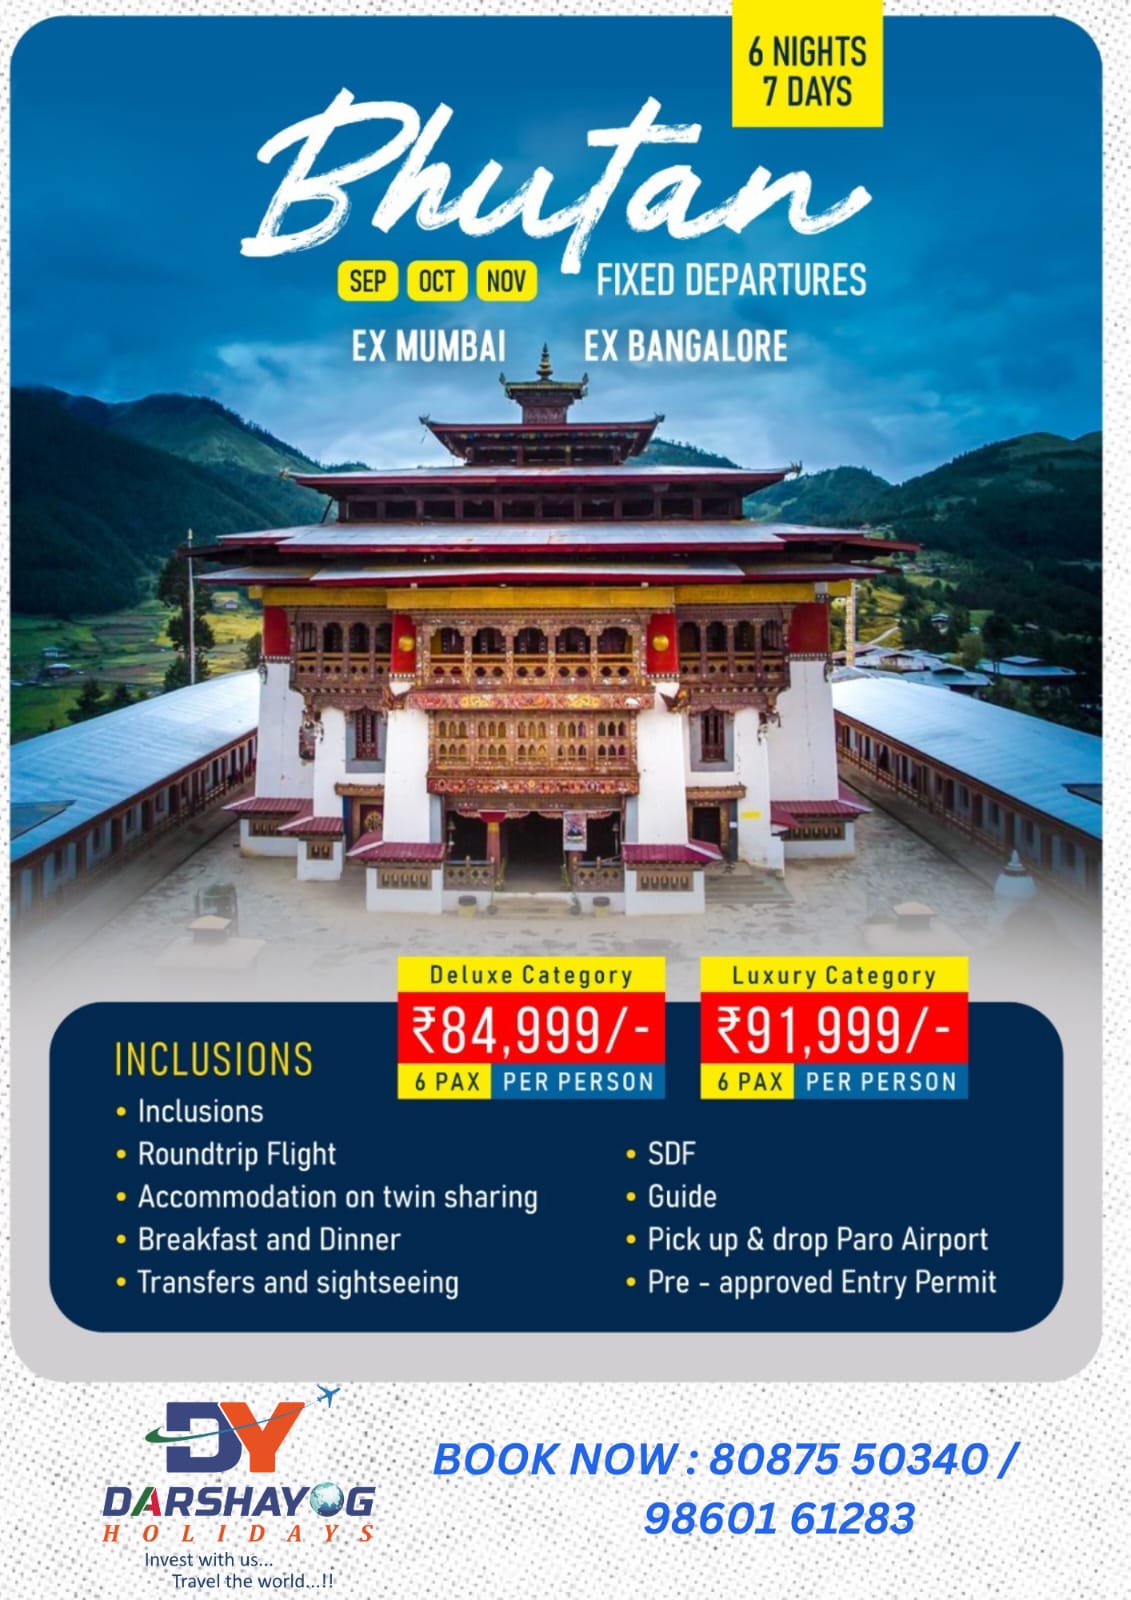 6 NIGHTS
7 DAYS
Bhutan
SEP OCT NOV FIXED DEPARTURES
EX MUMBAI EX BANGALORE
Deluxe Category
₹84,999/-
6 PAX PER PERSON
Luxury Category
₹91,999/-
6 PAX PER PERSON
INCLUSIONS
• Inclusions
• Roundtrip Flight
• Accommodation on twin sharing
• Breakfast and Dinner
• Transfers and sightseeing
• SDF
• Guide
• Pick up & drop Paro Airport
• Pre - approved Entry Permit
DY
DARSHAYOG
HOLIDAYS
Invest with us...
Travel the world...!!
BOOK NOW : 80875 50340 /
98601 61283